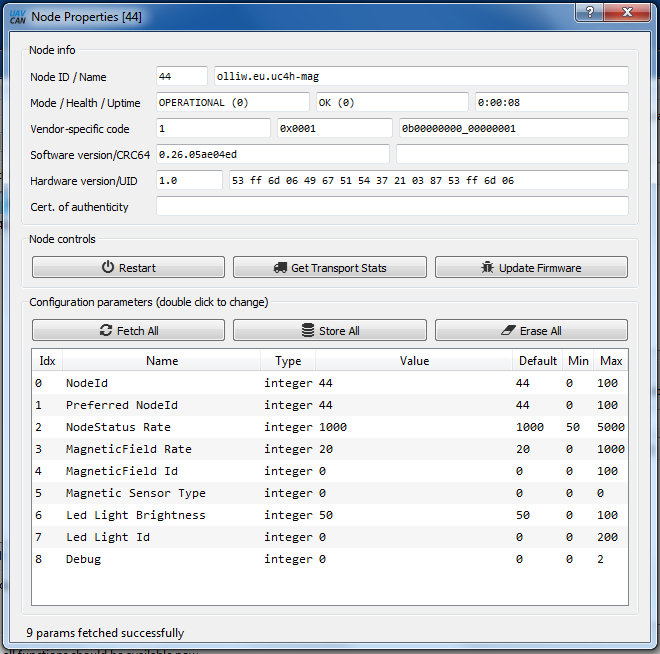 UAV
CAN
Node Properties [44]
?
X
Node info
Node ID / Name 44 olliw.eu.uc4h-mag
Mode / Health / Uptime OPERATIONAL (0) OK (0) 0:00:08
Vendor-specific code 1 0x0001 0b00000000_00000001
Software version/CRC64 0.26.05ae04ed
Hardware version/UID 1.0 53 ff 6d 06 49 67 51 54 37 21 03 87 53 ff 6d 06
Cert. of authenticity
Node controls
Restart Get Transport Stats Update Firmware
Configuration parameters (double click to change)
Fetch All Store All Erase All
Idx Name Type Value Default Min Max
0 NodeId integer 44 44 0 100
1 Preferred NodeId integer 44 44 0 100
2 NodeStatus Rate integer 1000 1000 50 5000
3 MagneticField Rate integer 20 20 0 1000
4 MagneticField Id integer 0 0 0 100
5 Magnetic Sensor Type integer 0 0 0 0
6 Led Light Brightness integer 50 50 0 100
7 Led Light Id integer 0 0 0 200
8 Debug integer 0 0 0 2
9 params fetched successfully
all functions should be available now